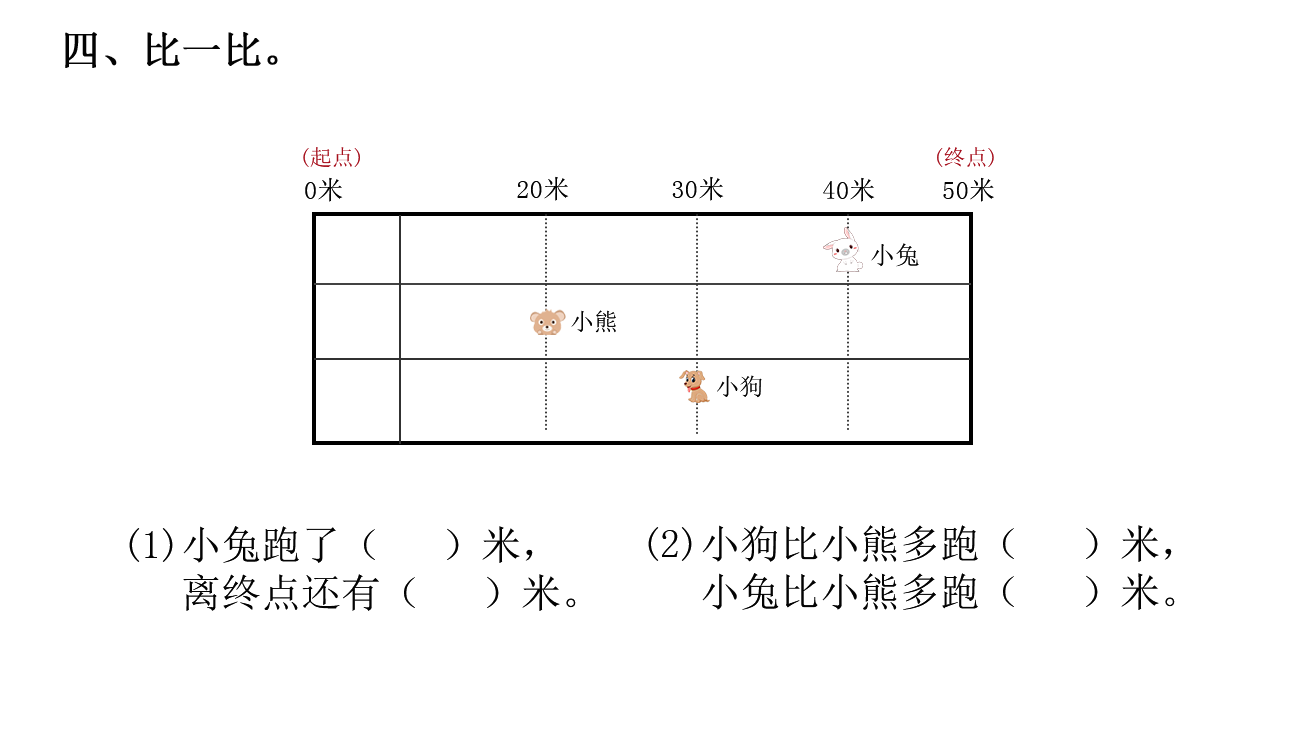 四、比一比。
(起点) (终点)
0米 20米 30米 40米 50米
小兔
小熊
小狗
(1)小兔跑了（ ）米，
离终点还有（ ）米。
(2)小狗比小熊多跑（ ）米，
小兔比小熊多跑（ ）米。